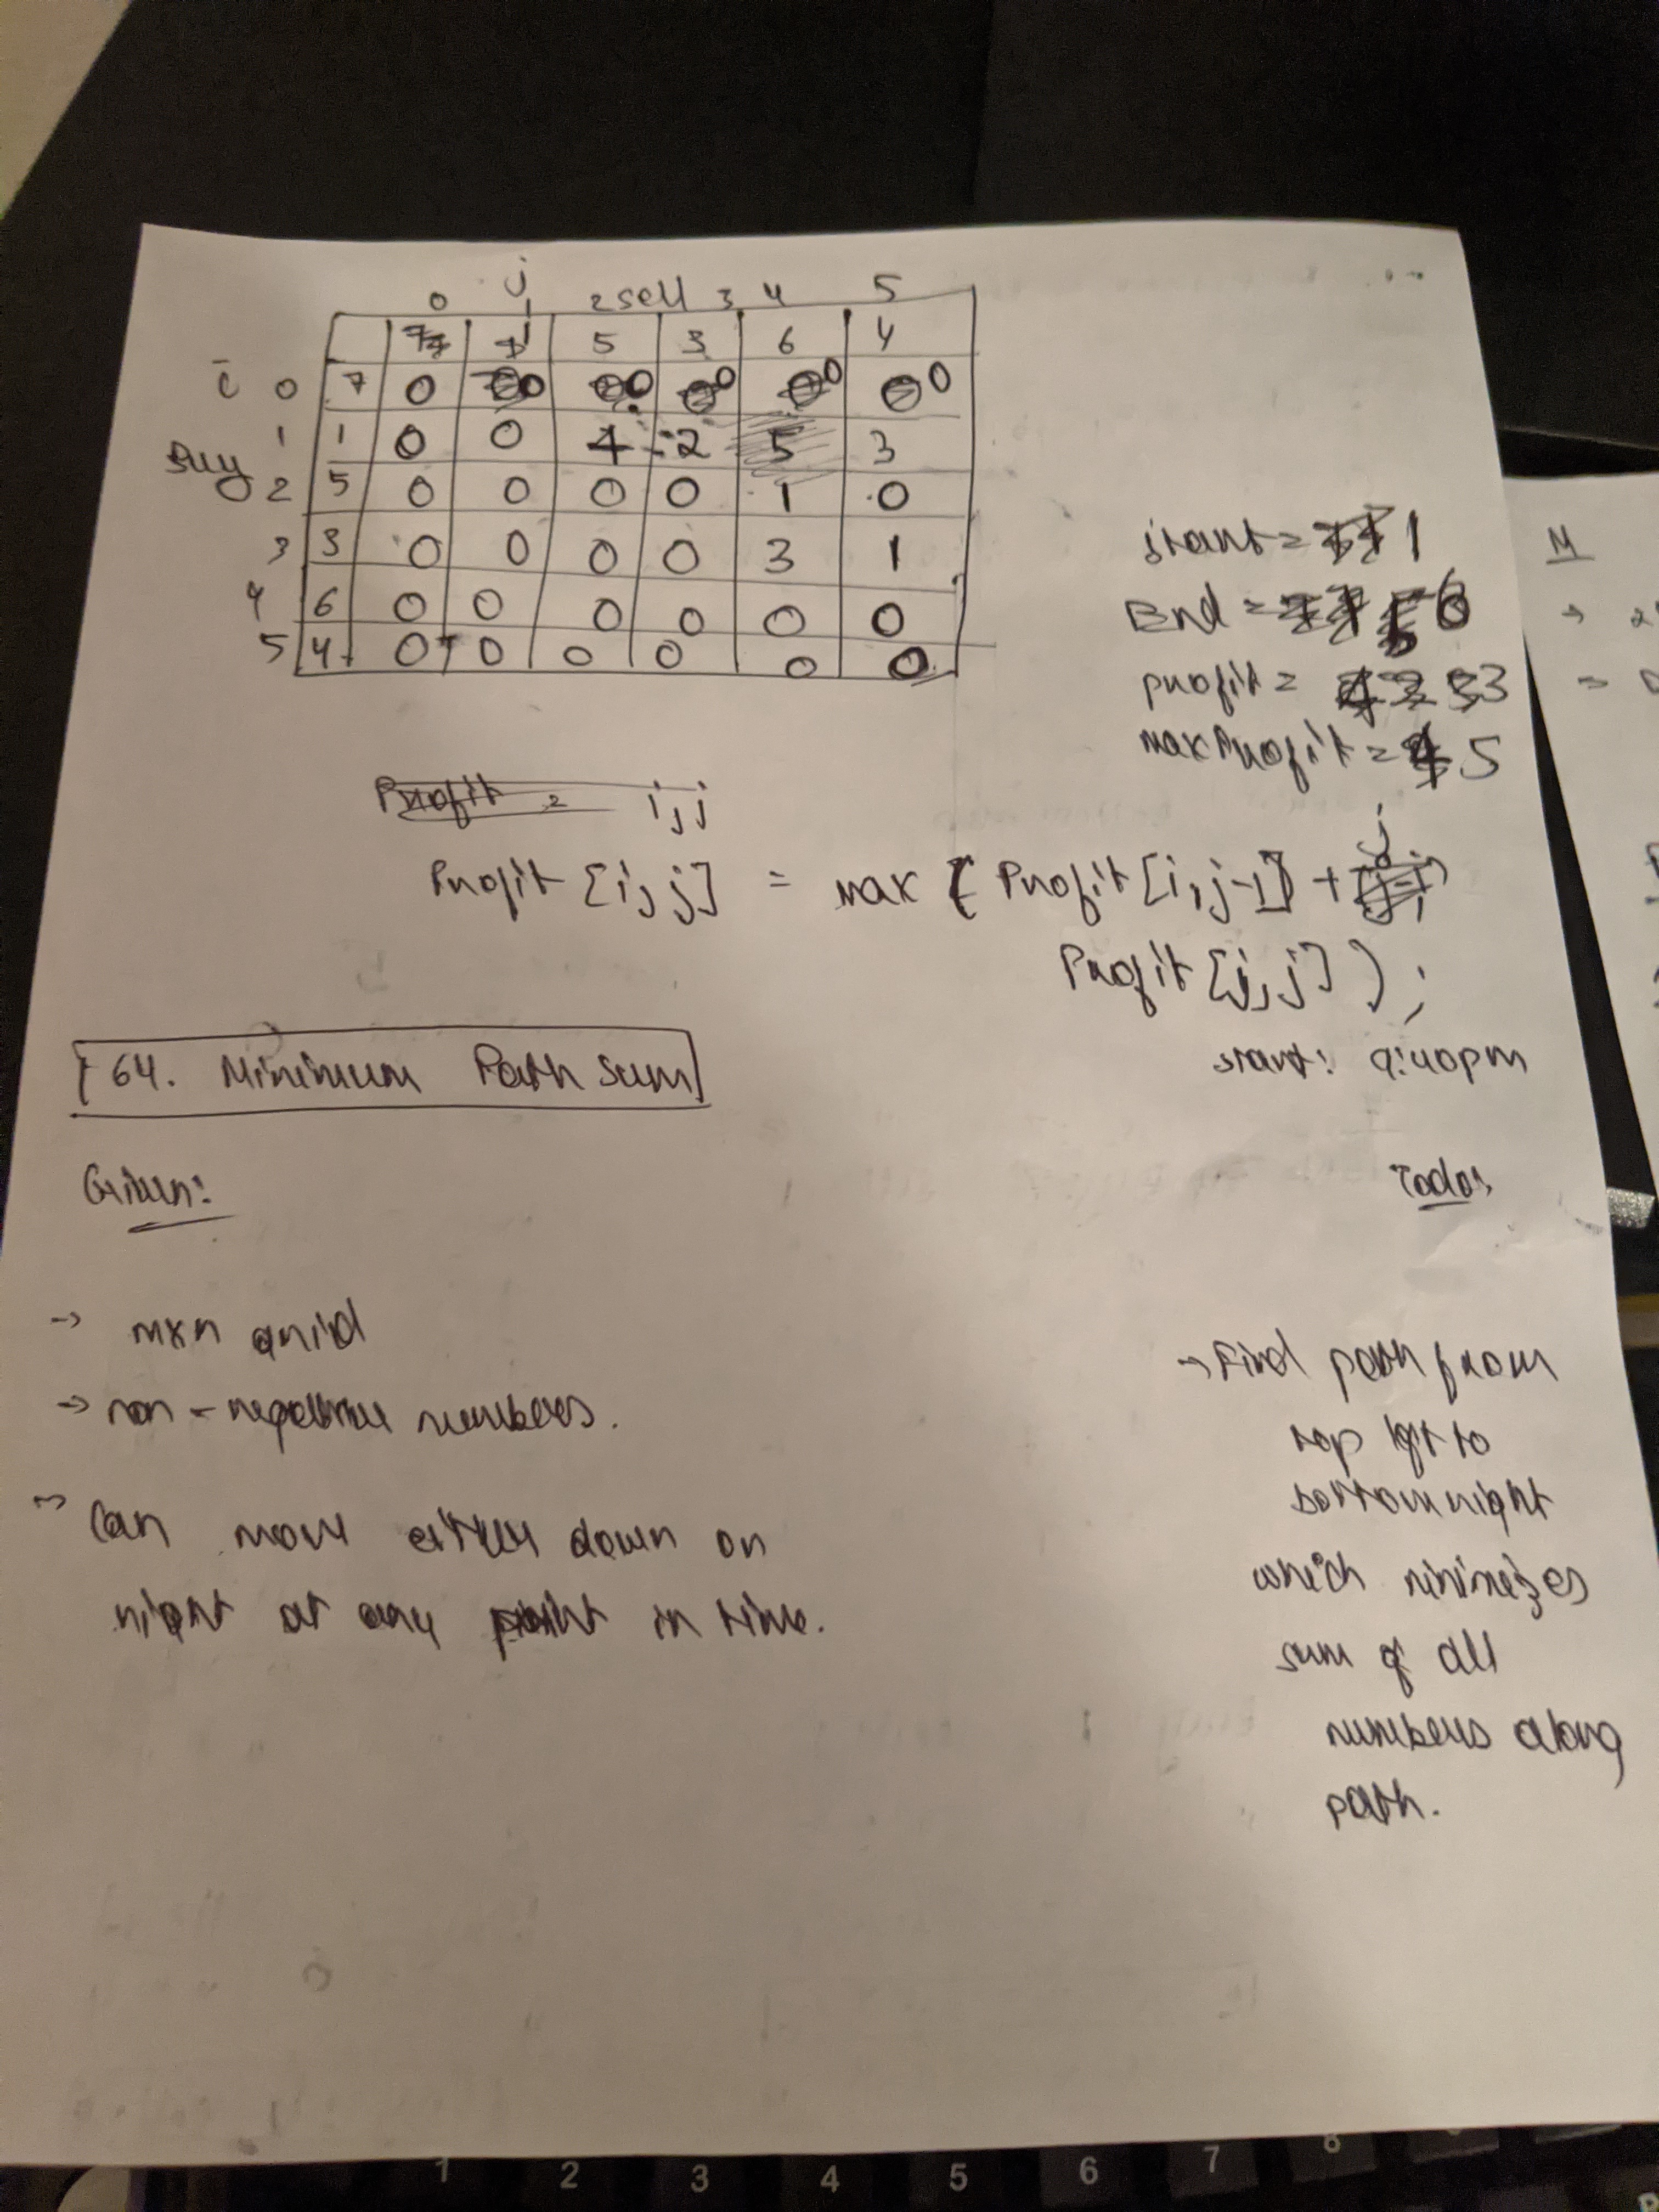 j
0 1 2 sell 3 4 5
7 1 5 3 6 4
i 0 7 0 0 0 0 0 0
1 1 0 0 4 2 5 3
Buy
2 5 0 0 0 0 1 0
3 3 0 0 0 0 3 1
4 6 0 0 0 0 0 0
5 4 0 0 0 0 0 0
start = 1
End = 6
profit = 3
maxProfit = 5
Profit = i,j
Profit [i,j] = max ( Profit [i,j-1] + j,
Profit [j,j] ) ;
start: 9:40pm
64. Minimum Path Sum
Given:
Todos
→ mxn grid
→ non-negative numbers.
→ Can move either down or
right at any point in time.
→ Find path from
top left to
bottom right
which minimizes
sum of all
numbers along
path.
M
1 2 3 4 5 6 7 8